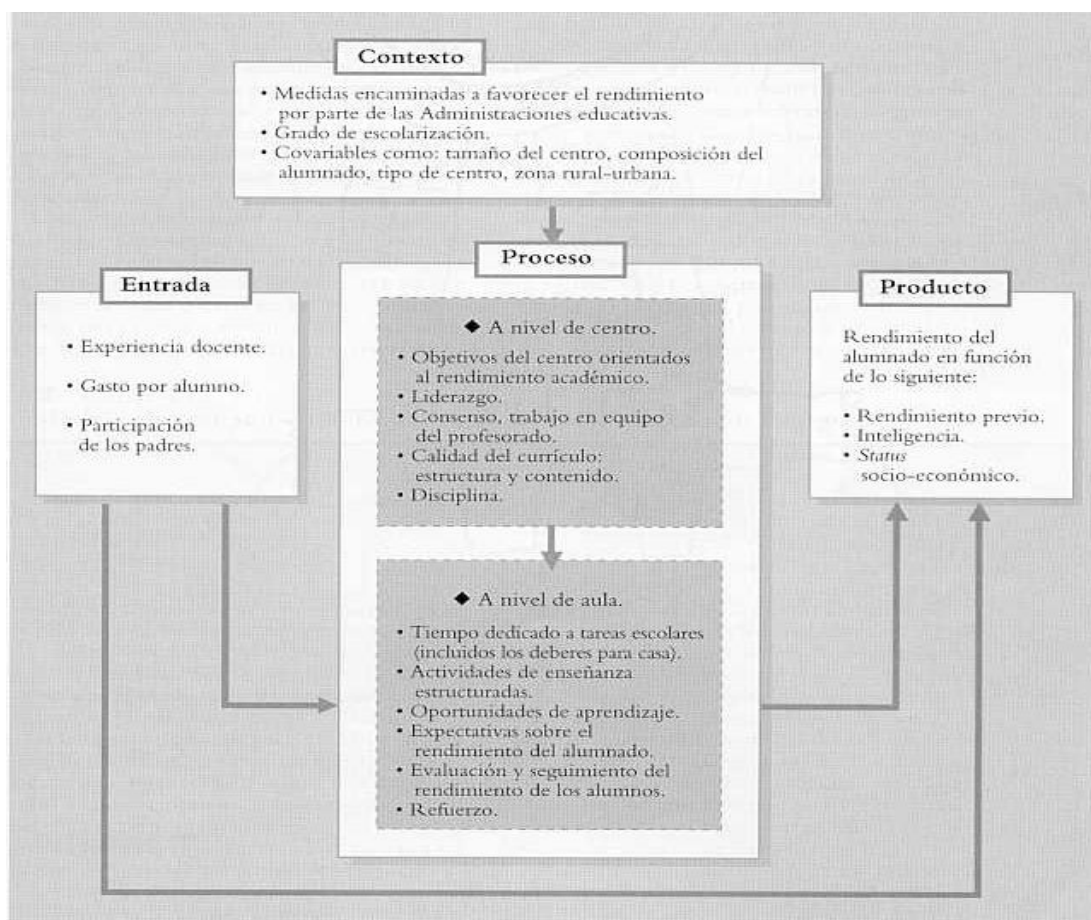 Contexto
• Medidas encaminadas a favorecer el rendimiento
por parte de las Administraciones educativas.
• Grado de escolarización.
• Covariables como: tamaño del centro, composición del
alumnado, tipo de centro, zona rural-urbana.
Entrada
• Experiencia docente.
• Gasto por alumno.
• Participación
de los padres.
Proceso
◆ A nivel de centro.
• Objetivos del centro orientados
al rendimiento académico.
• Liderazgo.
• Consenso, trabajo en equipo
del profesorado.
• Calidad del currículo:
estructura y contenido.
• Disciplina.
◆ A nivel de aula.
• Tiempo dedicado a tareas escolares
(incluidos los deberes para casa).
• Actividades de enseñanza
estructuradas.
• Oportunidades de aprendizaje.
• Expectativas sobre el
rendimiento del alumnado.
• Evaluación y seguimiento del
rendimiento de los alumnos.
• Refuerzo.
Producto
Rendimiento del
alumnado en función
de lo siguiente:
• Rendimiento previo.
• Inteligencia.
• Status
socio-económico.